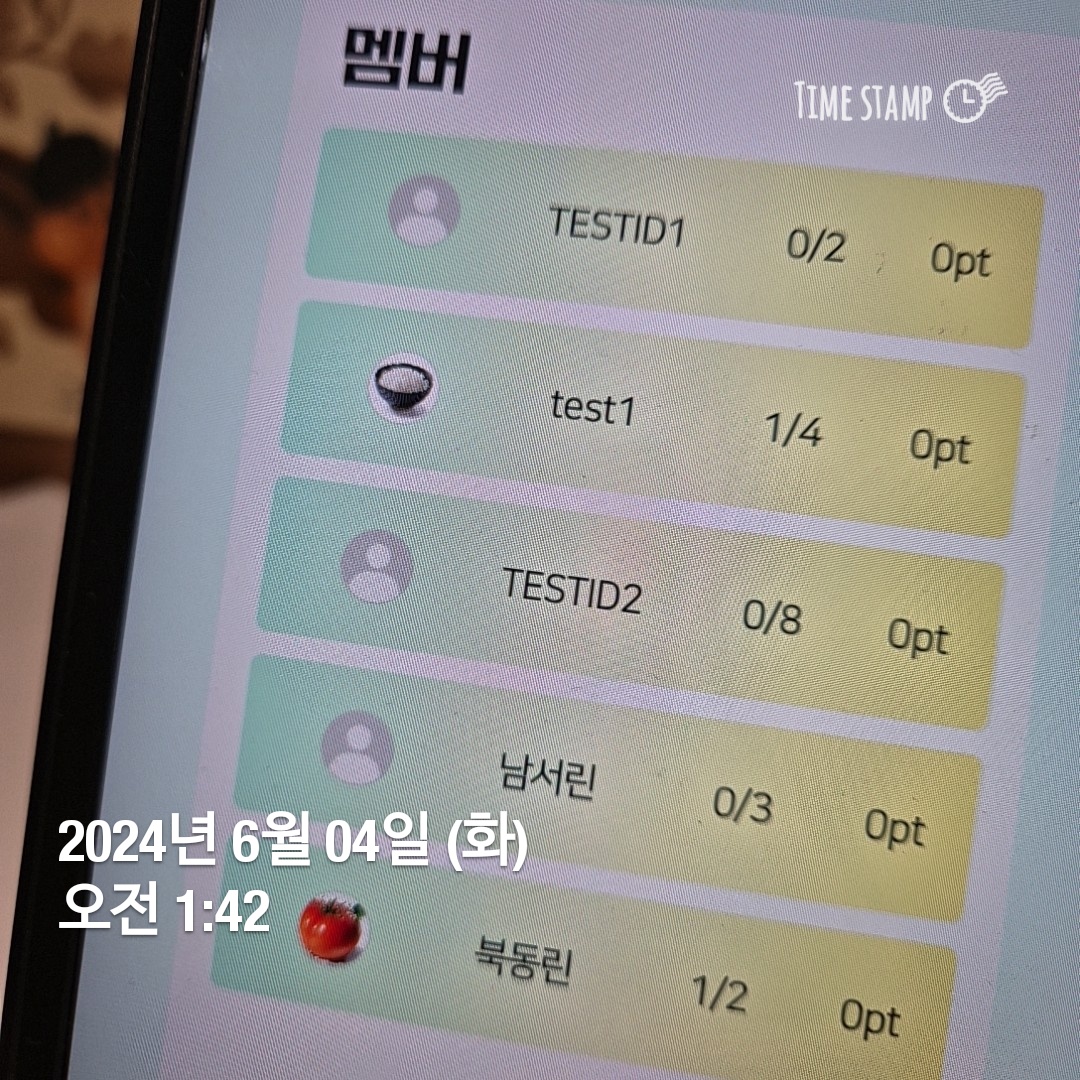 멤버
TIME STAMP
TESTID1 0/2 0pt
test1 1/4 0pt
TESTID2 0/8 0pt
남서린 0/3 0pt
2024년 6월 04일 (화)
오전 1:42
북동린 1/2 0pt